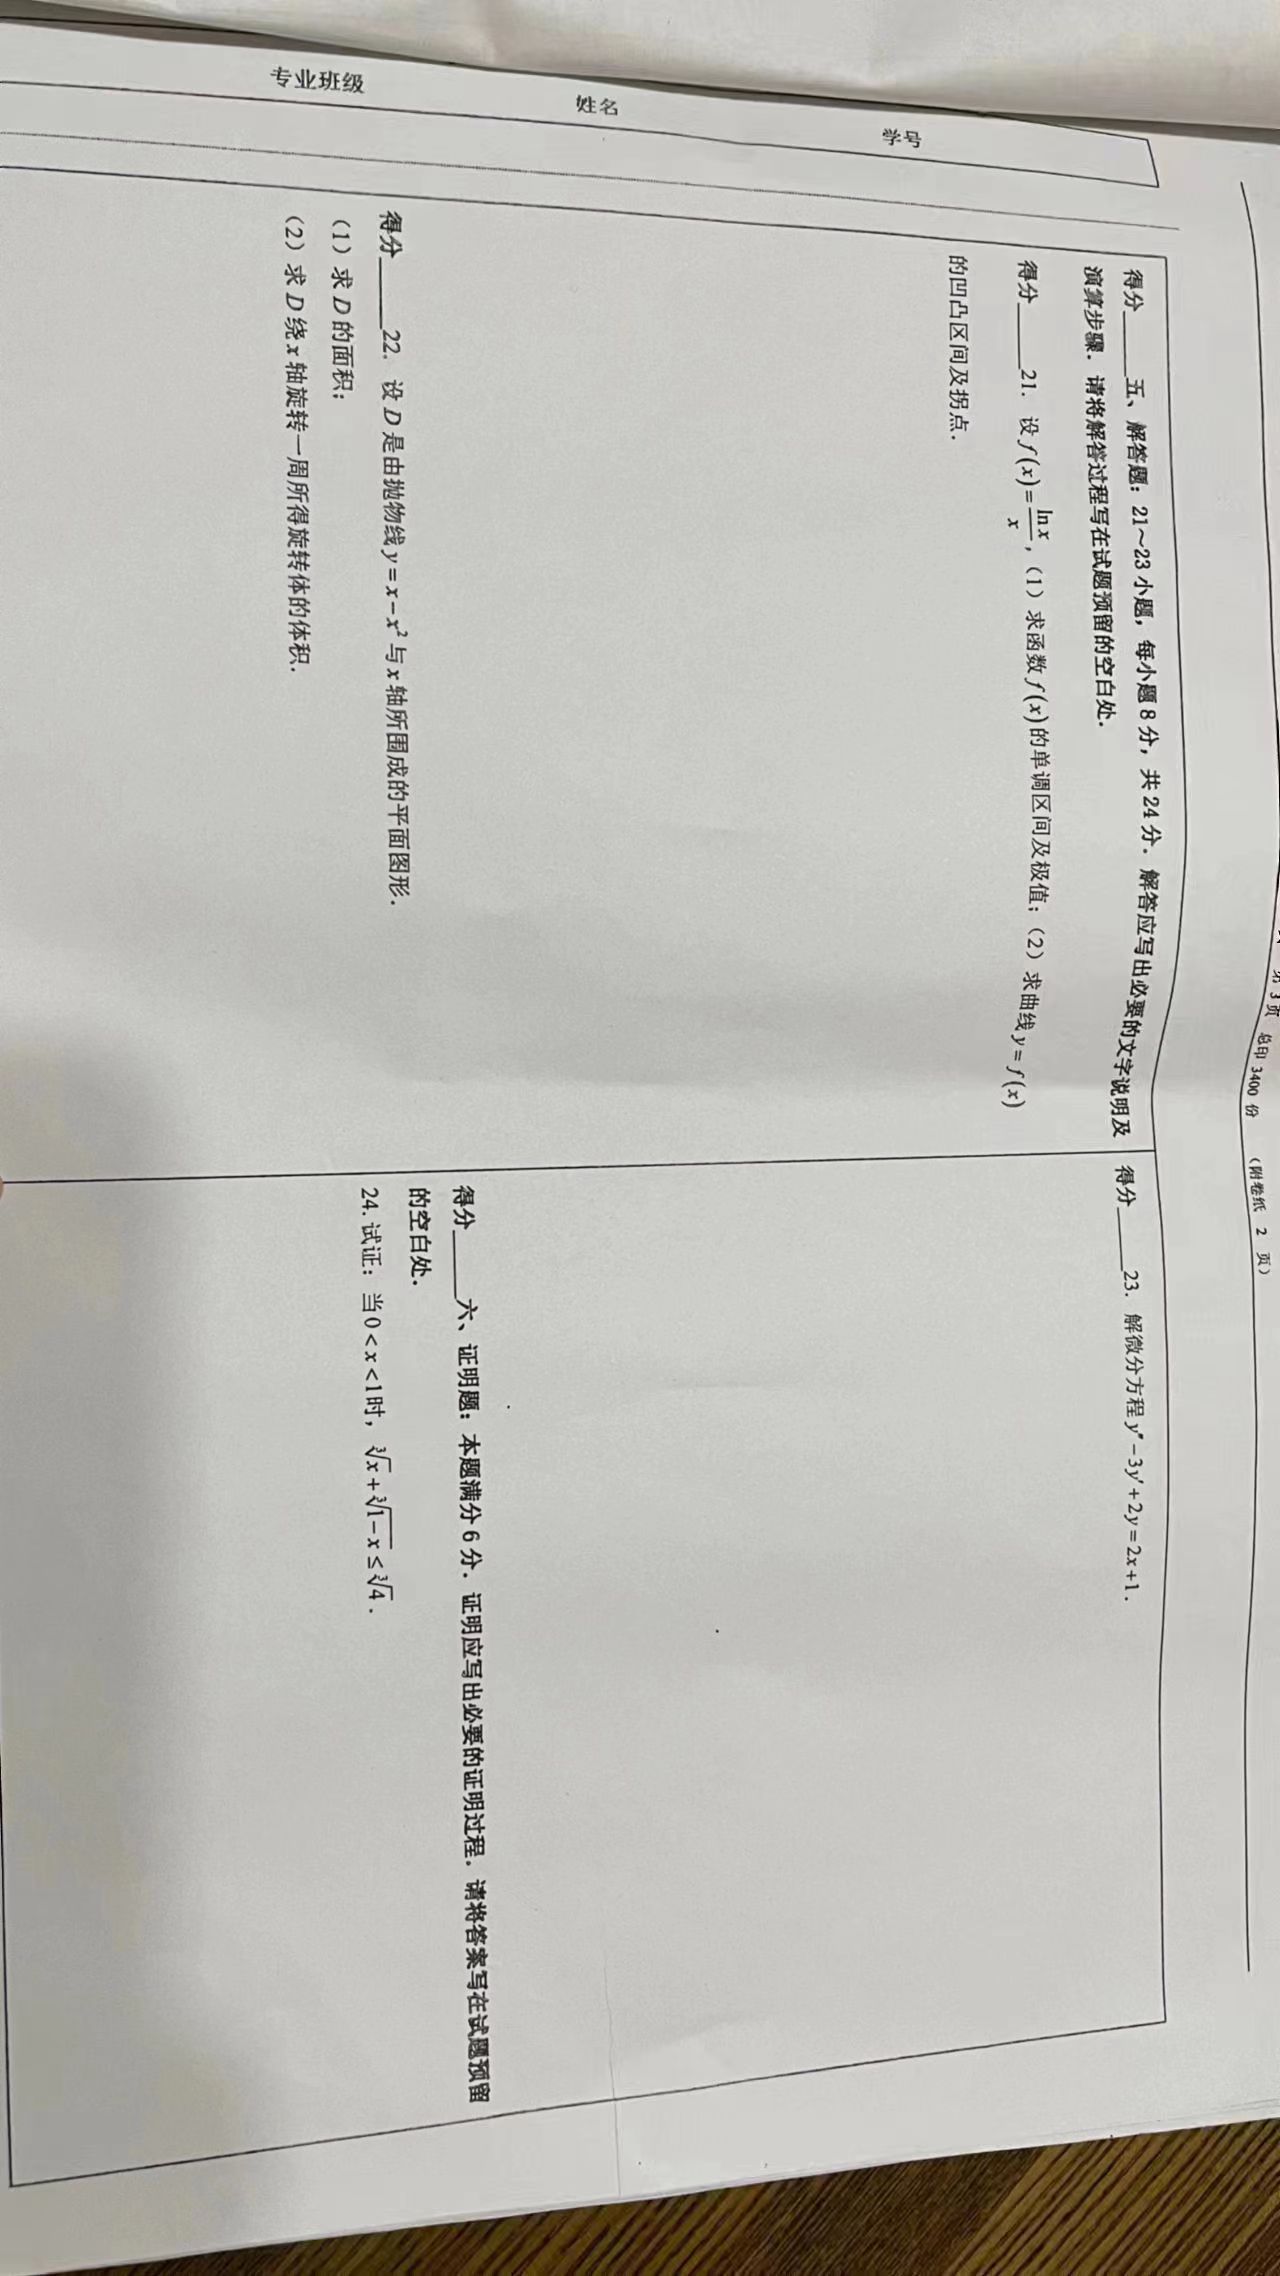 第 3 页 总印 3400 份 （附卷纸 2 页）
专业班级 姓名 学号
得分______五、解答题：21～23 小题，每小题 8 分，共 24 分．解答应写出必要的文字说明及
演算步骤．请将解答过程写在试题预留的空白处．
得分______21. 设 f(x)=ln x/x，（1）求函数 f(x)的单调区间及极值；（2）求曲线 y=f(x)
的凹凸区间及拐点．
得分______22. 设 D 是由抛物线 y=x−x² 与 x 轴所围成的平面图形．
（1）求 D 的面积；
（2）求 D 绕 x 轴旋转一周所得旋转体的体积．
得分______23. 解微分方程 y″−3y′+2y=2x+1．
得分______六、证明题：本题满分 6 分．证明应写出必要的证明过程．请将答案写在试题预留
的空白处．
24. 试证：当 0<x<1时，∛x+∛(1−x)≤∛4．